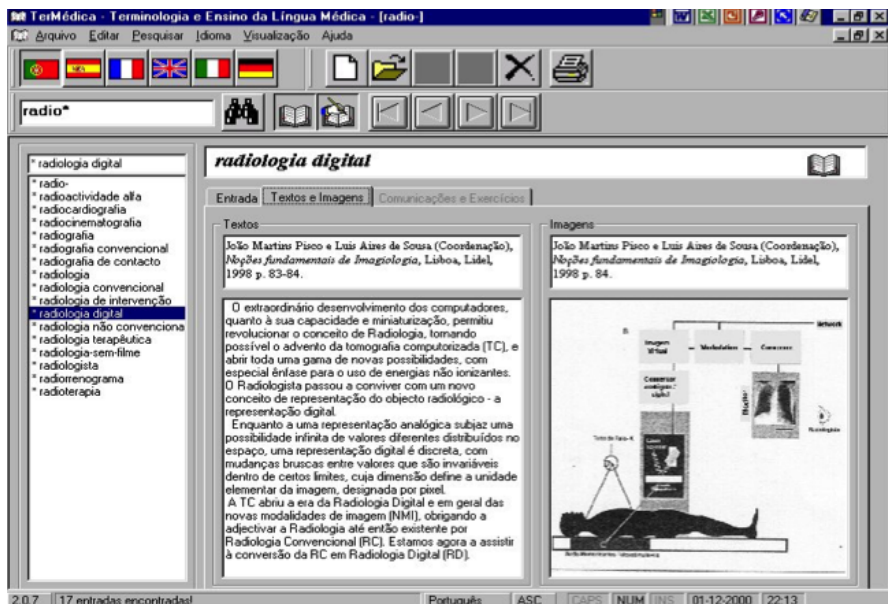 TerMédica - Terminologia e Ensino da Língua Médica - [radio-]
Arquivo Editar Pesquisar Idioma Visualização Ajuda
radio*
* radiologia digital
* radio-
* radioactividade alfa
* radiocardiografia
* radiocinematografia
* radiografia
* radiografia convencional
* radiografia de contacto
* radiologia
* radiologia convencional
* radiologia de intervenção
* radiologia digital
* radiologia não convenciona
* radiologia terapêutica
* radiologia-sem-filme
* radiologista
* radiorrenograma
* radioterapia
radiologia digital
Entrada Textos e Imagens Comunicações e Exercícios
Textos
João Martins Pisco e Luis Aires de Sousa (Coordenação),
Noções fundamentais de Imagiologia, Lisboa, Lidel,
1998 p. 83-84.
O extraordinário desenvolvimento dos computadores,
quanto à sua capacidade e miniaturização, permitiu
revolucionar o conceito de Radiologia, tornando
possível o advento da tomografia computorizada (TC), e
abrir toda uma gama de novas possibilidades, com
especial ênfase para o uso de energias não ionizantes.
O Radiologista passou a conviver com um novo
conceito de representação do objecto radiológico - a
representação digital.
Enquanto a uma representação analógica subjaz uma
possibilidade infinita de valores diferentes distribuídos no
espaço, uma representação digital é discreta, com
mudanças bruscas entre valores que são invariáveis
dentro de certos limites, cuja dimensão define a unidade
elementar da imagem, designada por pixel.
A TC abriu a era da Radiologia Digital e em geral das
novas modalidades de imagem (NMI), obrigando a
adjectivar a Radiologia até então existente por
Radiologia Convencional (RC). Estamos agora a assistir
à conversão da RC em Radiologia Digital (RD).
Imagens
João Martins Pisco e Luis Aires de Sousa (Coordenação),
Noções fundamentais de Imagiologia, Lisboa, Lidel,
1998 p. 84.
Network
Imagem
Virtual
Radiologista
2.0.7 17 entradas encontradas! Português ASC CAPS NUM INS 01-12-2000 22:13